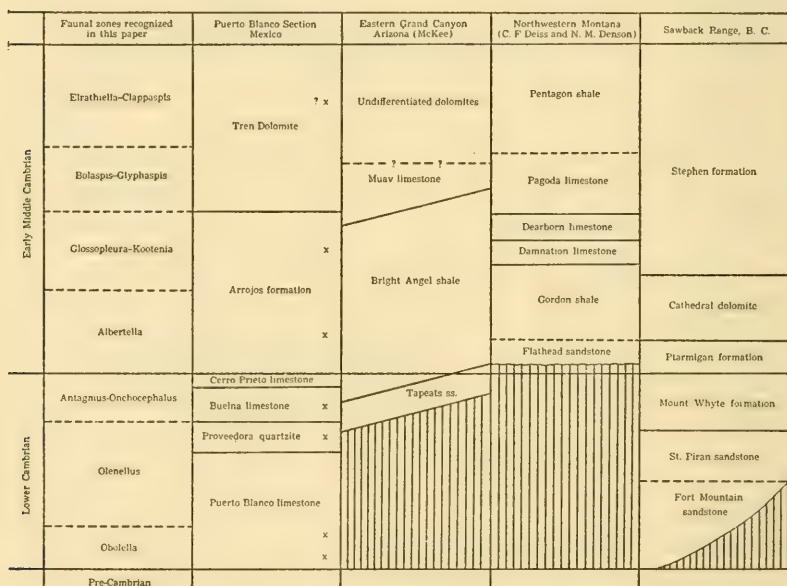 Faunal zones recognized
in this paper
Puerto Blanco Section
Mexico
Eastern Grand Canyon
Arizona (McKee)
Northwestern Montana
(C. F Deiss and N. M. Denson)
Sawback Range, B. C.
Early Middle Cambrian
Lower Cambrian
Elrathiella-Clappaspis
Bolaspis-Glyphaspis
Glossopleura-Kootenia
Albertella
Antagmus-Onchocephalus
Olenellus
Obolella
Pre-Cambrian
? x
Tren Dolomite
x
Arrojos formation
x
Cerro Prieto limestone
Buelna limestone
x
Proveedora quartzite
x
Puerto Blanco limestone
x
x
Undifferentiated dolomites
? ?
Muav limestone
Bright Angel shale
Tapeats ss.
Pentagon shale
Pagoda limestone
Dearborn limestone
Damnation limestone
Gordon shale
Flathead sandstone
Stephen formation
Cathedral dolomite
Ptarmigan formation
Mount Whyte formation
St. Piran sandstone
Fort Mountain
sandstone